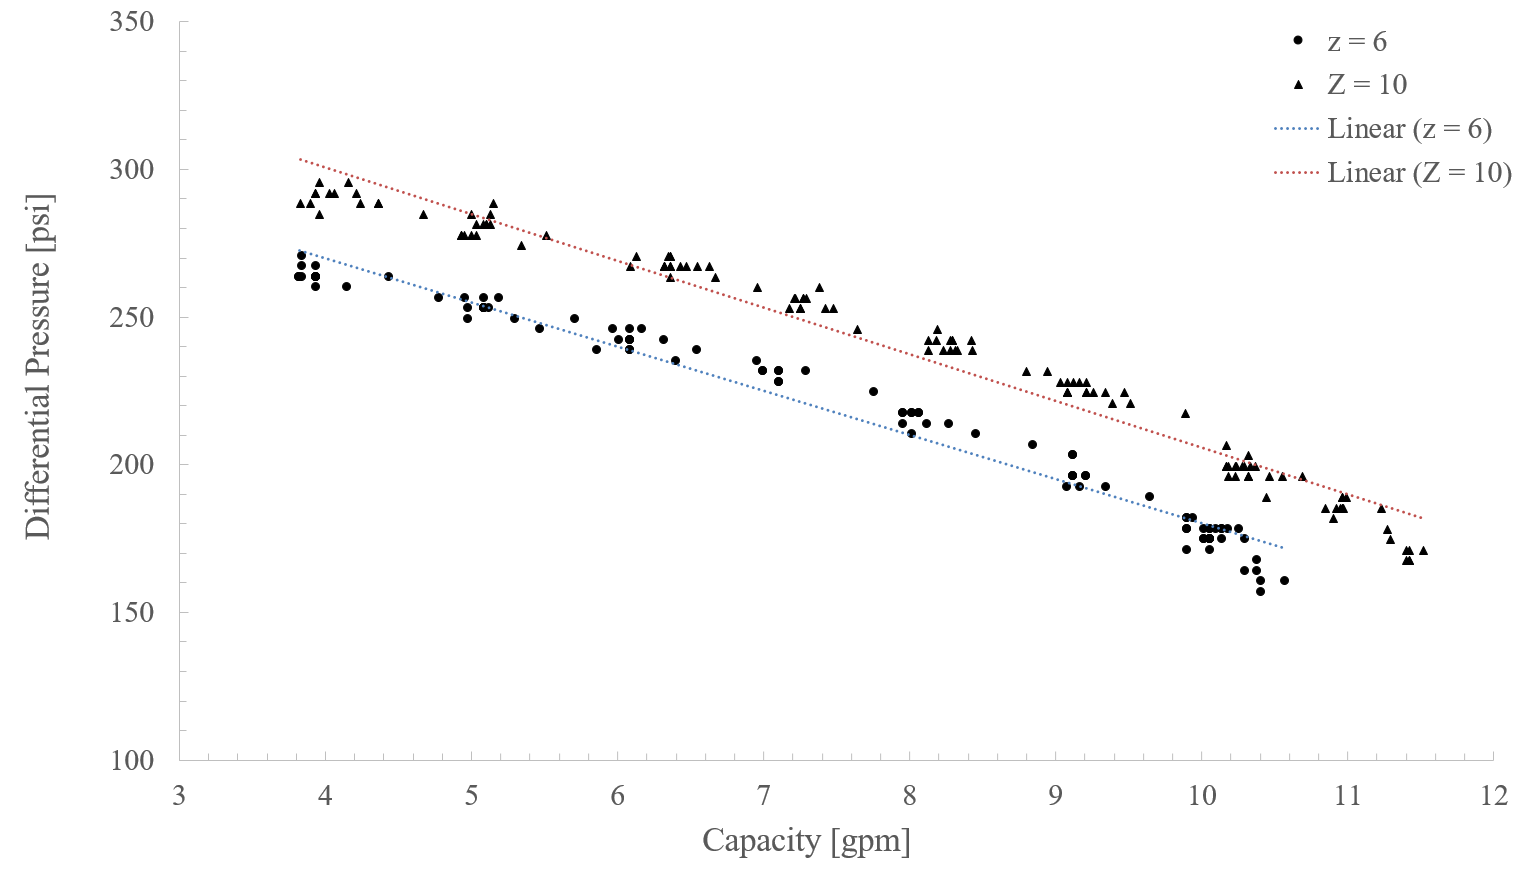 350
300
250
200
150
100
Differential Pressure [psi]
3 4 5 6 7 8 9 10 11 12
Capacity [gpm]
z = 6
Z = 10
Linear (z = 6)
Linear (Z = 10)